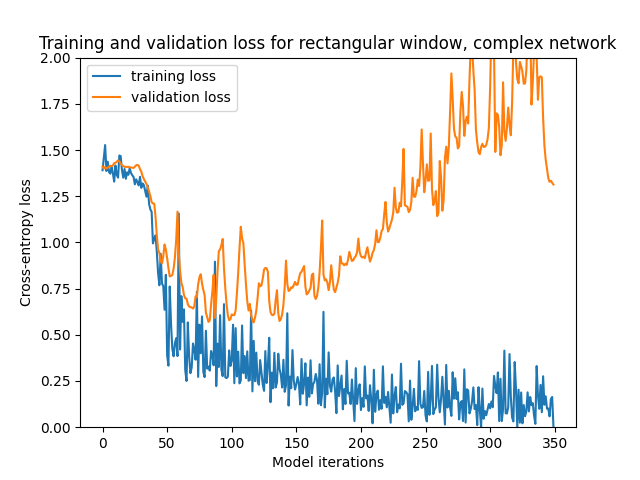 Training and validation loss for rectangular window, complex network
training loss
validation loss
Cross-entropy loss
2.00
1.75
1.50
1.25
1.00
0.75
0.50
0.25
0.00
0 50 100 150 200 250 300 350
Model iterations